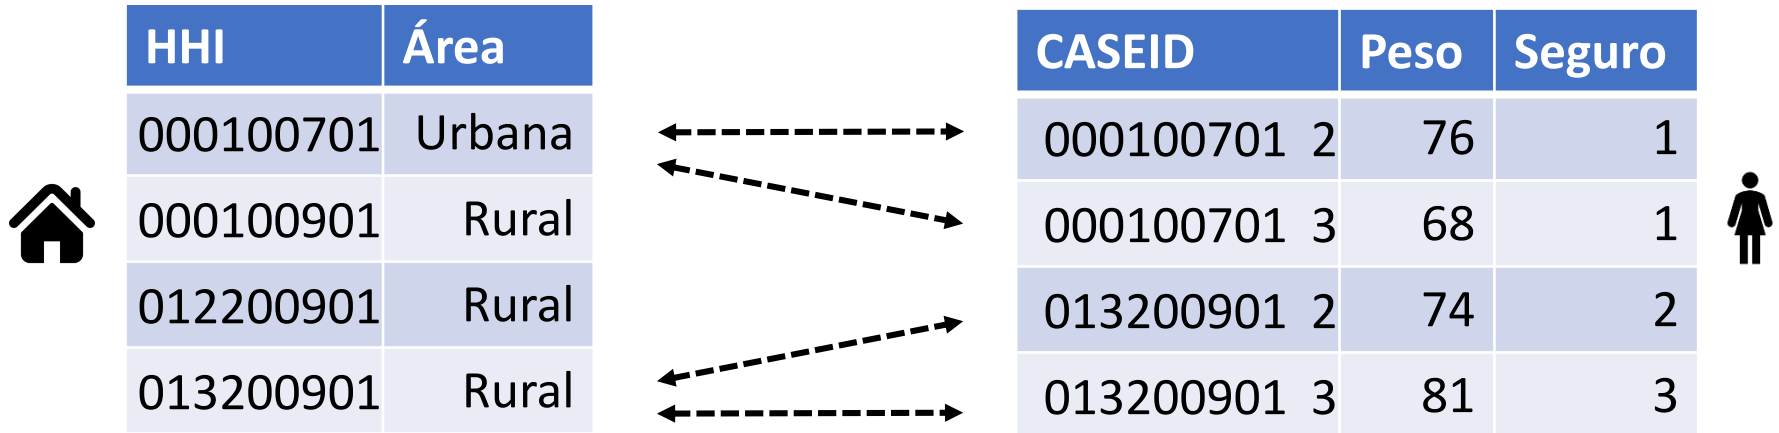 HHI Área
000100701 Urbana
000100901 Rural
012200901 Rural
013200901 Rural
CASEID Peso Seguro
000100701 2 76 1
000100701 3 68 1
013200901 2 74 2
013200901 3 81 3